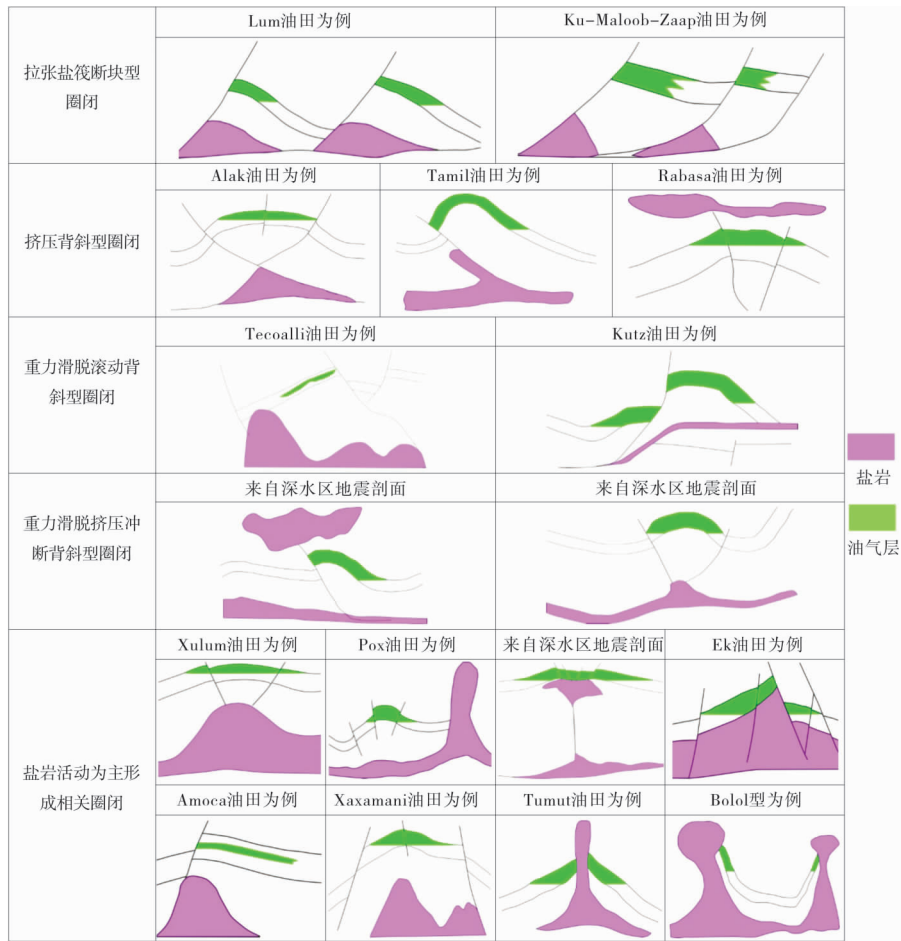 Lum油田为例
Ku-Maloob-Zaap油田为例
拉张盐筏断块型
圈闭
Alak油田为例
Tamil油田为例
Rabasa油田为例
挤压背斜型圈闭
Tecoalli油田为例
Kutz油田为例
重力滑脱滚动背
斜型圈闭
来自深水区地震剖面
来自深水区地震剖面
重力滑脱挤压冲
断背斜型圈闭
Xulum油田为例
Pox油田为例
来自深水区地震剖面
Ek油田为例
盐岩活动为主形
成相关圈闭
Amoca油田为例
Xaxamani油田为例
Tumut油田为例
Bolol型为例
盐岩
油气层